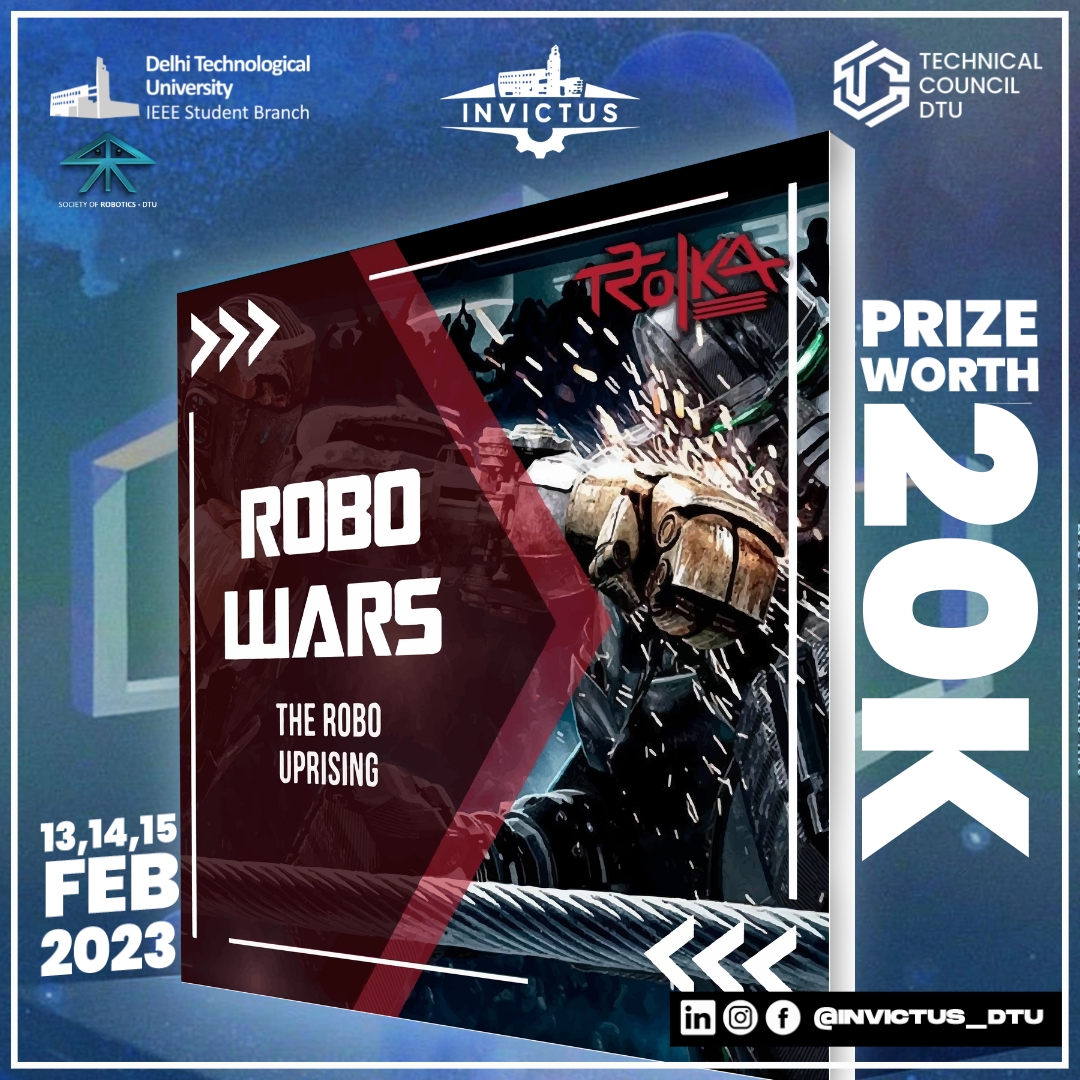 Delhi Technological
University
IEEE Student Branch
SOCIETY OF ROBOTICS - DTU
INVICTUS
TECHNICAL
COUNCIL
DTU
TROIKA
ROBO
WARS
THE ROBO
UPRISING
PRIZE
WORTH
20K
13,14,15
FEB
2023
@INVICTUS_DTU